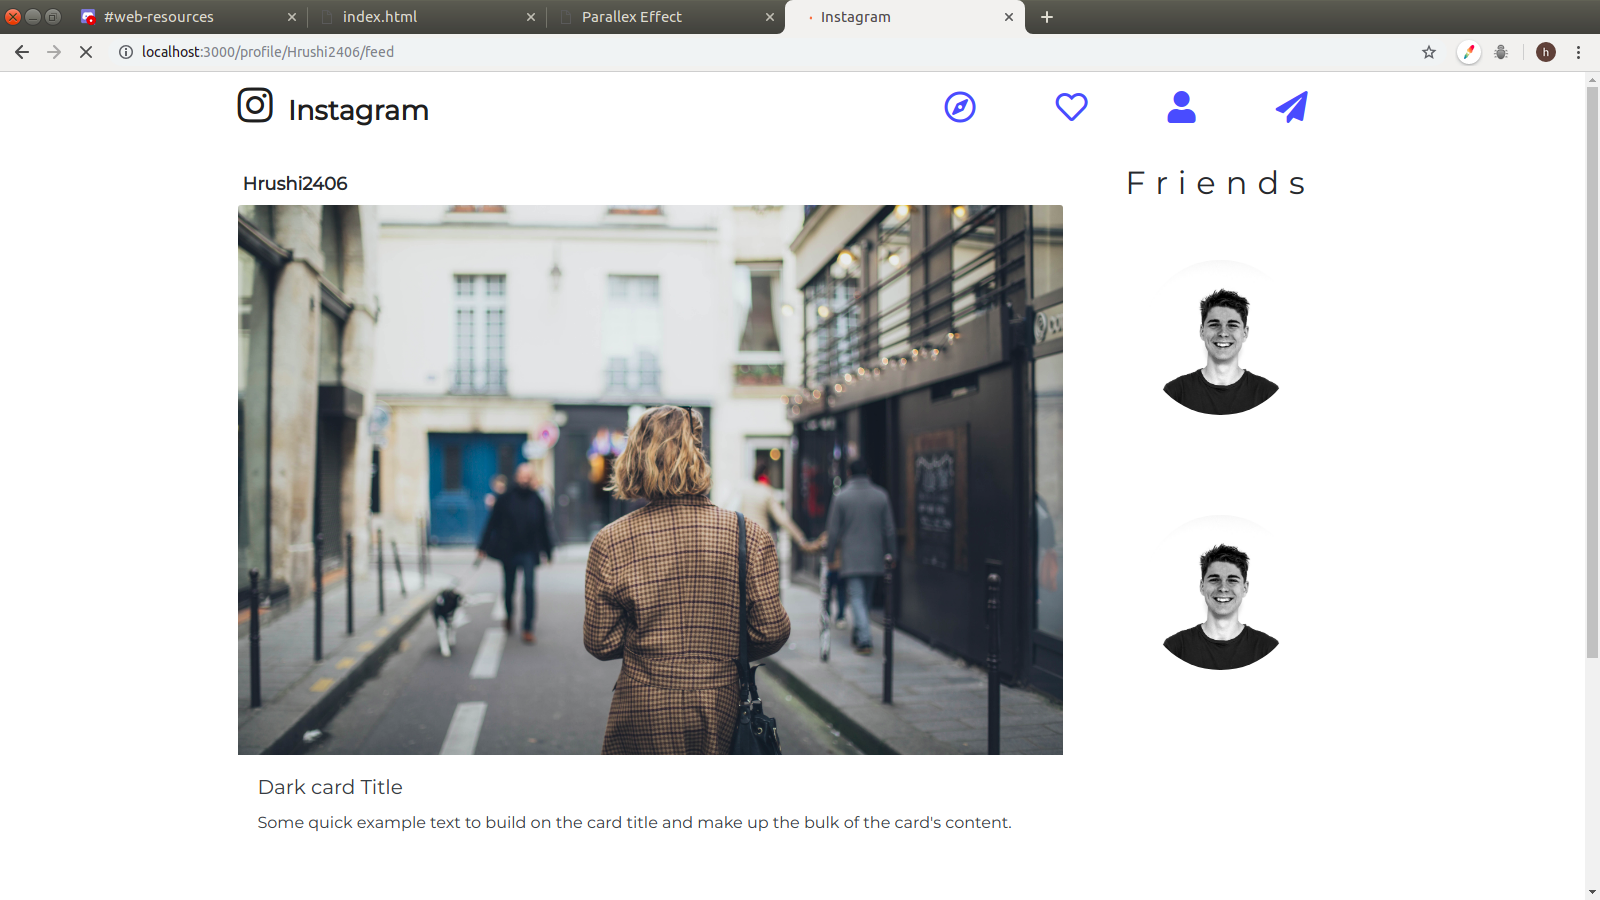 #web-resources
index.html
Parallex Effect
Instagram
localhost:3000/profile/Hrushi2406/feed
h
Instagram
Hrushi2406
Friends
Dark card Title
Some quick example text to build on the card title and make up the bulk of the card's content.